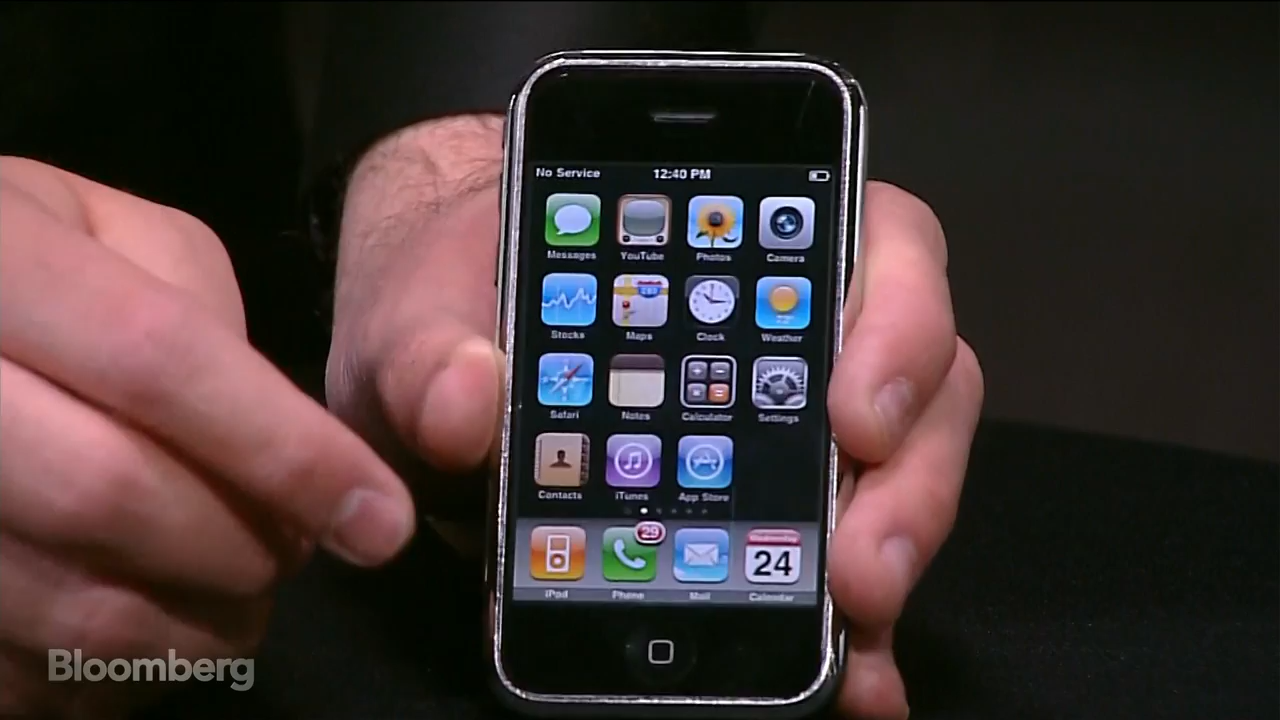 No Service 12:40 PM
Messages YouTube Photos Camera
280
Stocks Maps Clock Weather
Safari Notes Calculator Settings
Contacts iTunes App Store
29
Wednesday
24
iPod Phone Mail Calendar
Bloomberg